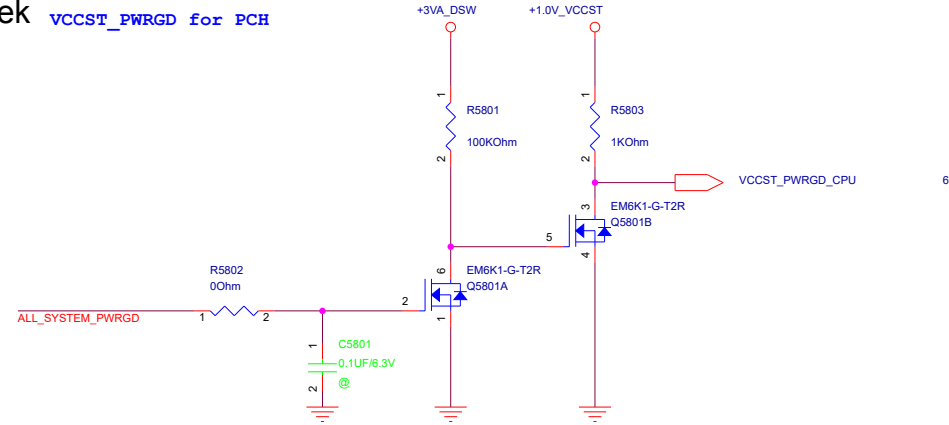 ek
VCCST_PWRGD for PCH
+3VA_DSW
+1.0V_VCCST
1
R5801
100KOhm
2
1
R5803
1KOhm
2
VCCST_PWRGD_CPU
6
3
EM6K1-G-T2R
Q5801B
5
4
6
EM6K1-G-T2R
Q5801A
2
1
R5802
0Ohm
ALL_SYSTEM_PWRGD
1
2
1
C5801
0.1UF/6.3V
2
@